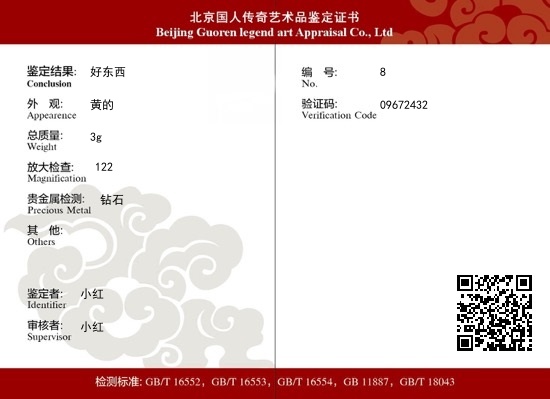 北京国人传奇艺术品鉴定证书
Beijing Guoren legend art Appraisal Co., Ltd
鉴定结果: 好东西
Conclusion
外 观: 黄的
Appearence
总质量: 3g
Weight
放大检查: 122
Magnification
贵金属检测: 钻石
Precious Metal
其 他:
Others
鉴定者: 小红
Identifier
审核者: 小红
Supervisor
编 号: 8
No.
验证码: 09672432
Verification Code
检测标准: GB/T 16552, GB/T 16553, GB/T 16554, GB 11887, GB/T 18043